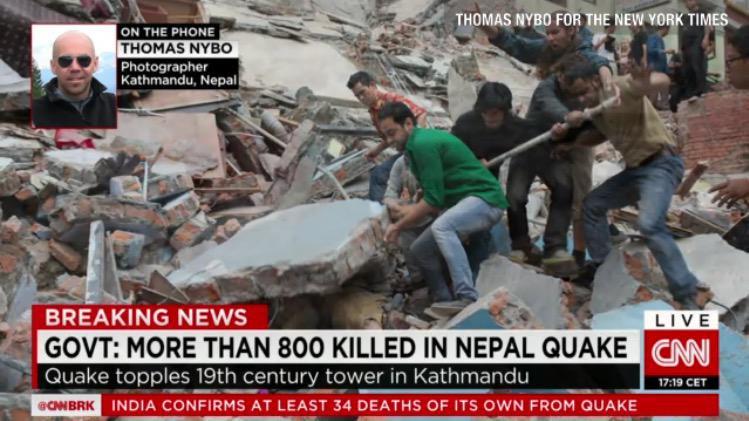 THOMAS NYBO FOR THE NEW YORK TIMES
ON THE PHONE
THOMAS NYBO
Photographer
Kathmandu, Nepal
BREAKING NEWS
GOVT: MORE THAN 800 KILLED IN NEPAL QUAKE
Quake topples 19th century tower in Kathmandu
LIVE
CNN
17:19 CET
@CNNBRK
INDIA CONFIRMS AT LEAST 34 DEATHS OF ITS OWN FROM QUAKE